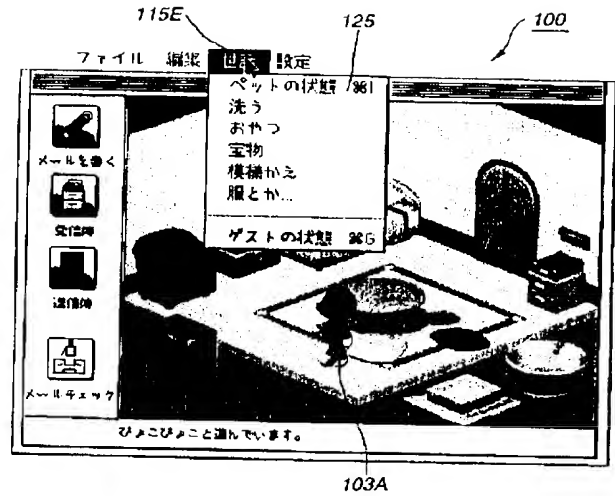 115E
125
100
ファイル 編集 世話 設定
ペットの状態 ⌘I
洗う
おやつ
宝物
模様かえ
服とか...
ゲストの状態 ⌘G
メールを書く
受信簿
送信簿
メールチェック
ぴょこぴょこと遊んでいます。
103A